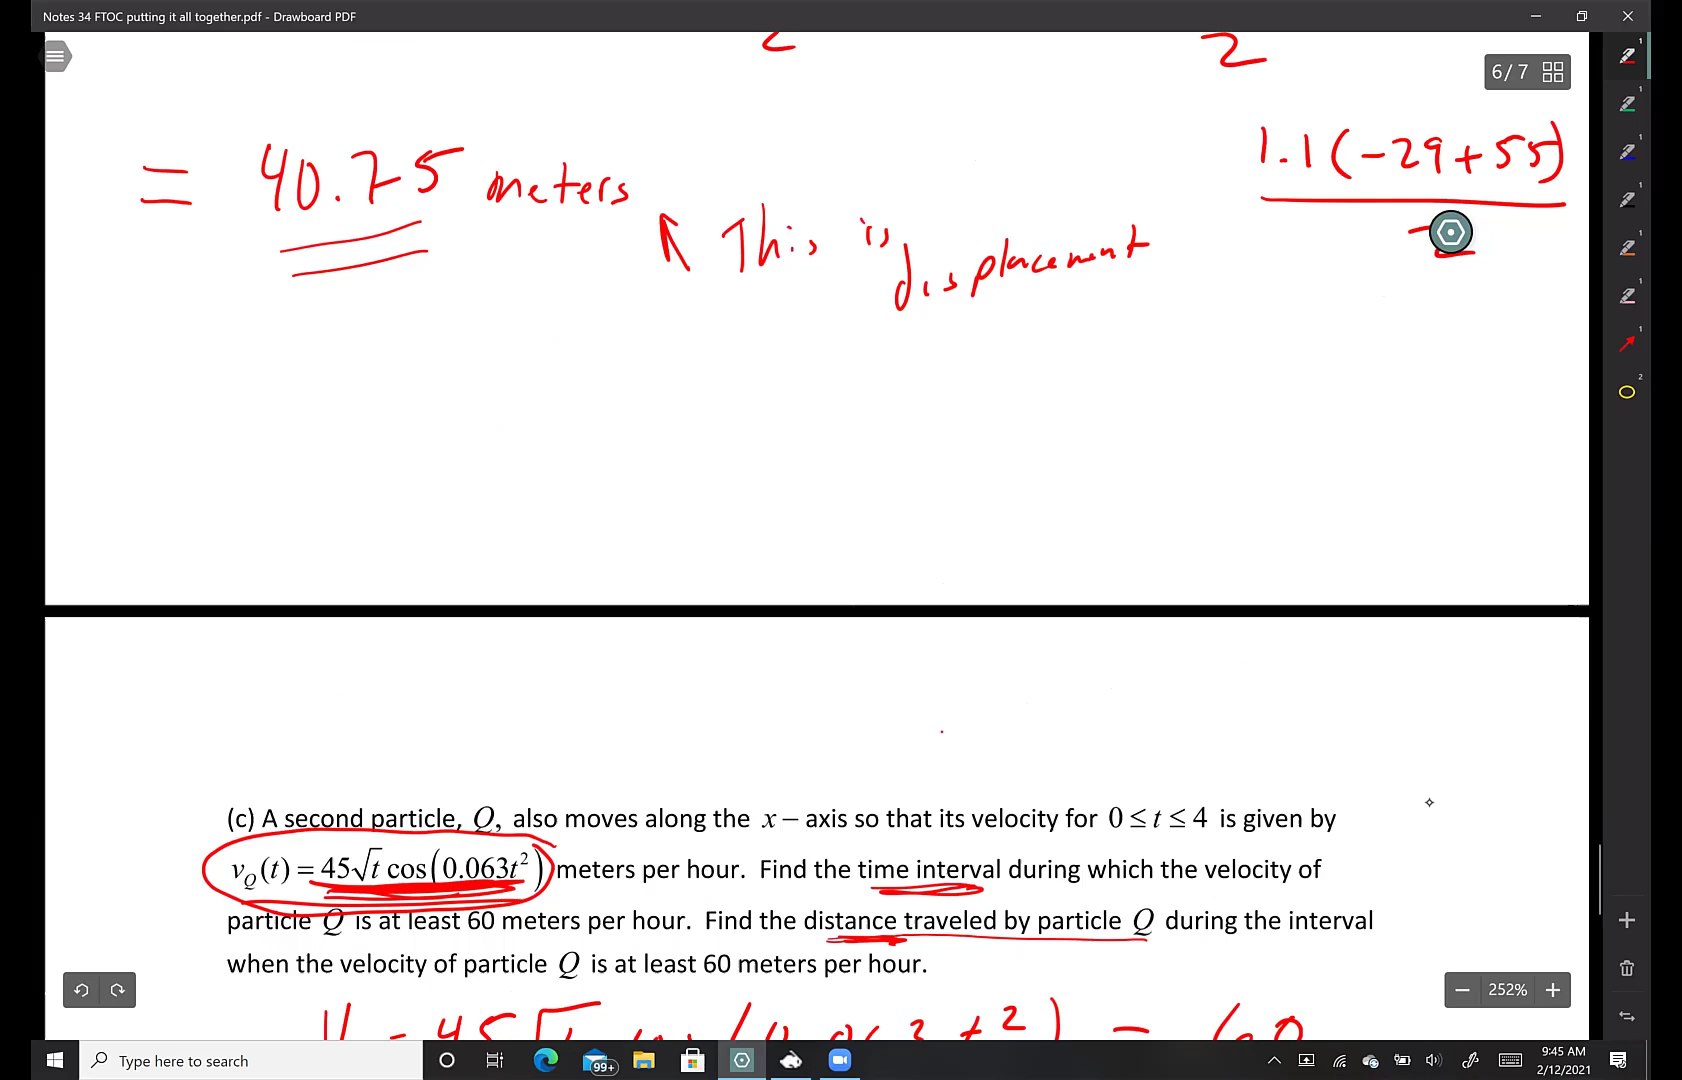 Notes 34 FTOC putting it all together.pdf - Drawboard PDF
6 / 7
2 2
1.1(-29+55)
= 40.75 meters
This is displacement
(c) A second particle, Q, also moves along the x – axis so that its velocity for 0 ≤ t ≤ 4 is given by
v_Q(t) = 45√t cos(0.063t²) meters per hour. Find the time interval during which the velocity of
particle Q is at least 60 meters per hour. Find the distance traveled by particle Q during the interval
when the velocity of particle Q is at least 60 meters per hour.
252%
Type here to search
99+
9:45 AM
2/12/2021